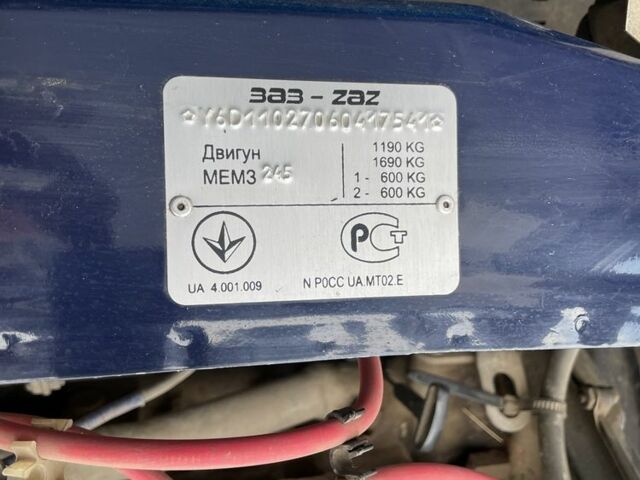 ЗАЗ - ZAZ
☆Y6D11027060417541☆
Двигун
МЕМЗ 245
1190 KG
1690 KG
1 - 600 KG
2 - 600 KG
РСТ
UA 4.001.009
N РОСС UA.MT02.E